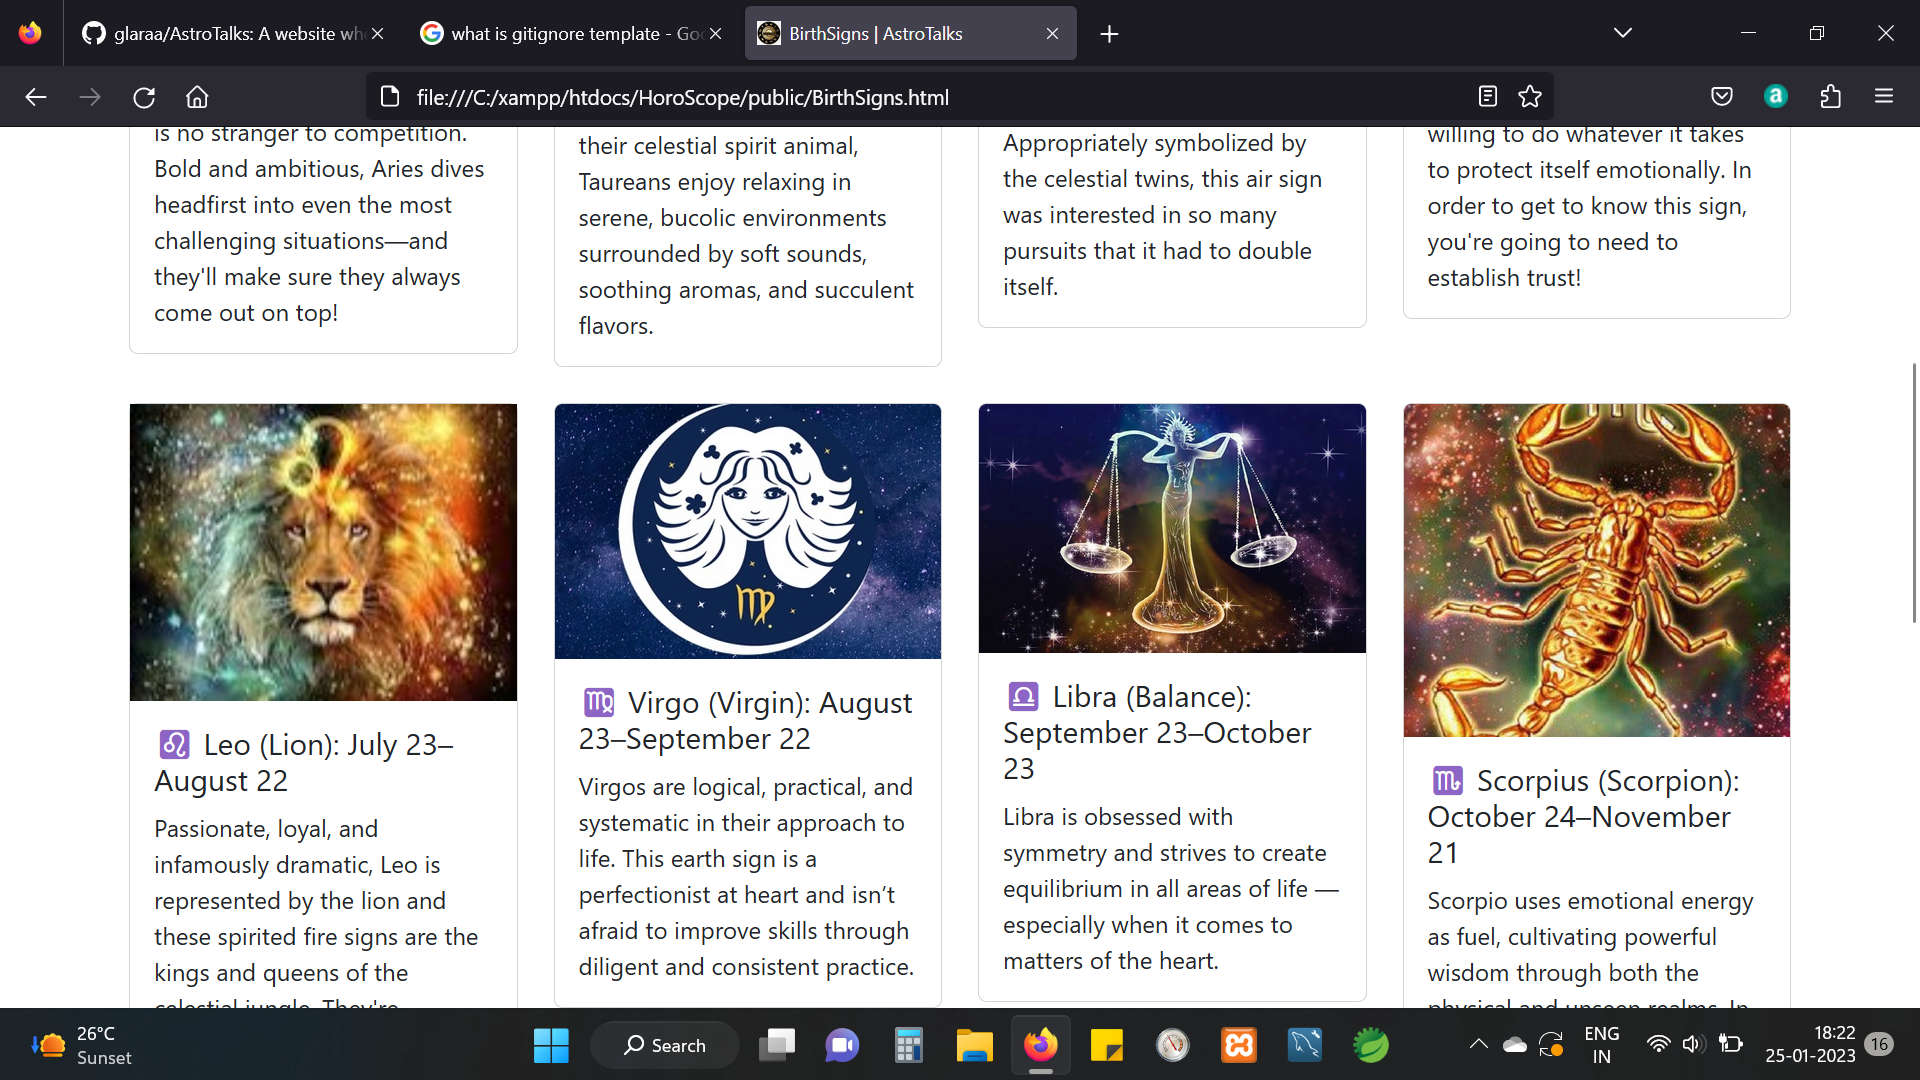 glaraa/AstroTalks: A website wh
what is gitignore template - Goo
BirthSigns | AstroTalks
file:///C:/xampp/htdocs/HoroScope/public/BirthSigns.html
is no stranger to competition.
Bold and ambitious, Aries dives
headfirst into even the most
challenging situations—and
they'll make sure they always
come out on top!
their celestial spirit animal,
Taureans enjoy relaxing in
serene, bucolic environments
surrounded by soft sounds,
soothing aromas, and succulent
flavors.
Appropriately symbolized by
the celestial twins, this air sign
was interested in so many
pursuits that it had to double
itself.
willing to do whatever it takes
to protect itself emotionally. In
order to get to know this sign,
you're going to need to
establish trust!
♌ Leo (Lion): July 23–
August 22
Passionate, loyal, and
infamously dramatic, Leo is
represented by the lion and
these spirited fire signs are the
kings and queens of the
celestial jungle. They're
♍ Virgo (Virgin): August
23–September 22
Virgos are logical, practical, and
systematic in their approach to
life. This earth sign is a
perfectionist at heart and isn’t
afraid to improve skills through
diligent and consistent practice.
♎ Libra (Balance):
September 23–October
23
Libra is obsessed with
symmetry and strives to create
equilibrium in all areas of life —
especially when it comes to
matters of the heart.
♏ Scorpius (Scorpion):
October 24–November
21
Scorpio uses emotional energy
as fuel, cultivating powerful
wisdom through both the
physical and unseen realms. In
26°C
Sunset
Search
ENG
IN
18:22
25-01-2023
16